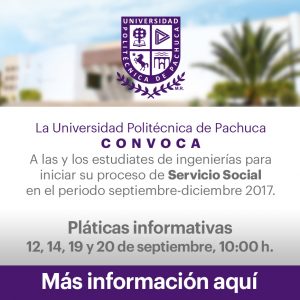 UNIVERSIDAD
POLITÉCNICA DE PACHUCA
M.R.
La Universidad Politécnica de Pachuca
CONVOCA
A las y los estudiates de ingenierías para
iniciar su proceso de Servicio Social
en el periodo septiembre-diciembre 2017.
Pláticas informativas
12, 14, 19 y 20 de septiembre, 10:00 h.
Más información aquí